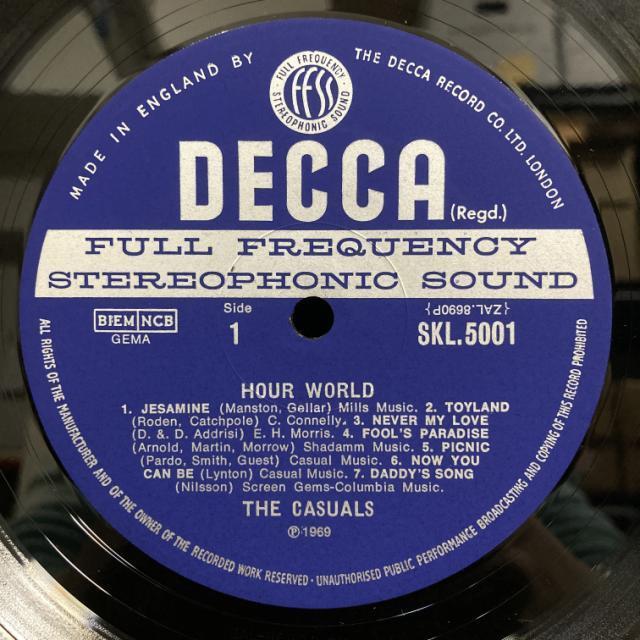 MADE IN ENGLAND BY
THE DECCA RECORD CO. LTD. LONDON
FULL FREQUENCY
FFSS
STEREOPHONIC SOUND
DECCA (Regd.)
FULL FREQUENCY
STEREOPHONIC SOUND
BIEM NCB
GEMA
Side
1
{ZAL.8690P}
SKL.5001
HOUR WORLD
1. JESAMINE (Manston, Gellar) Mills Music. 2. TOYLAND
(Roden, Catchpole) C. Connelly. 3. NEVER MY LOVE
(D. & D. Addrisi) E. H. Morris. 4. FOOL'S PARADISE
(Arnold, Martin, Morrow) Shadamm Music. 5. PICNIC
(Pardo, Smith, Guest) Casual Music. 6. NOW YOU
CAN BE (Lynton) Casual Music. 7. DADDY'S SONG
(Nilsson) Screen Gems-Columbia Music.
THE CASUALS
℗1969
ALL RIGHTS OF THE MANUFACTURER AND OF THE OWNER OF THE RECORDED WORK RESERVED · UNAUTHORISED PUBLIC PERFORMANCE BROADCASTING AND COPYING OF THIS RECORD PROHIBITED